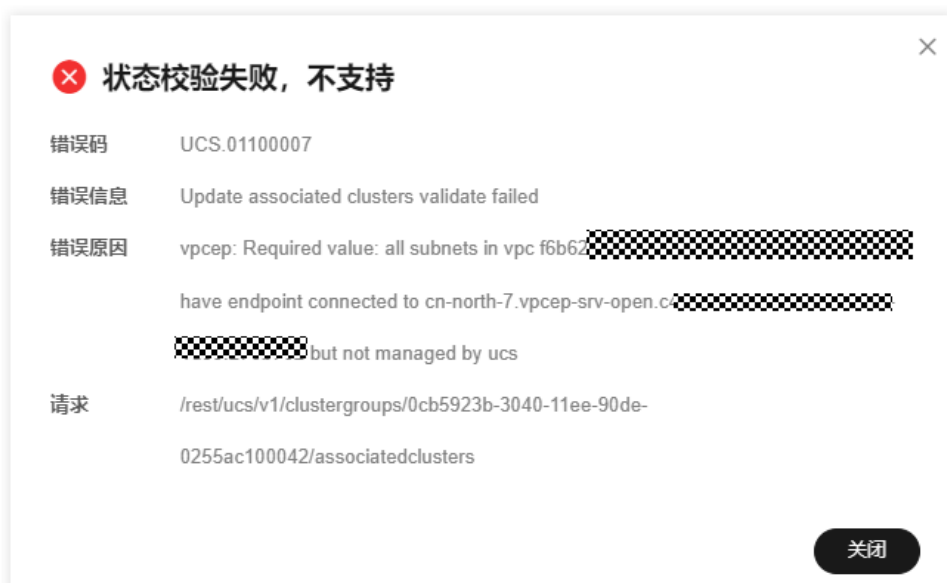 状态校验失败，不支持
错误码 UCS.01100007
错误信息 Update associated clusters validate failed
错误原因 vpcep: Required value: all subnets in vpc f6b62
have endpoint connected to cn-north-7.vpcep-srv-open.c4
but not managed by ucs
请求 /rest/ucs/v1/clustergroups/0cb5923b-3040-11ee-90de-
0255ac100042/associatedclusters
关闭